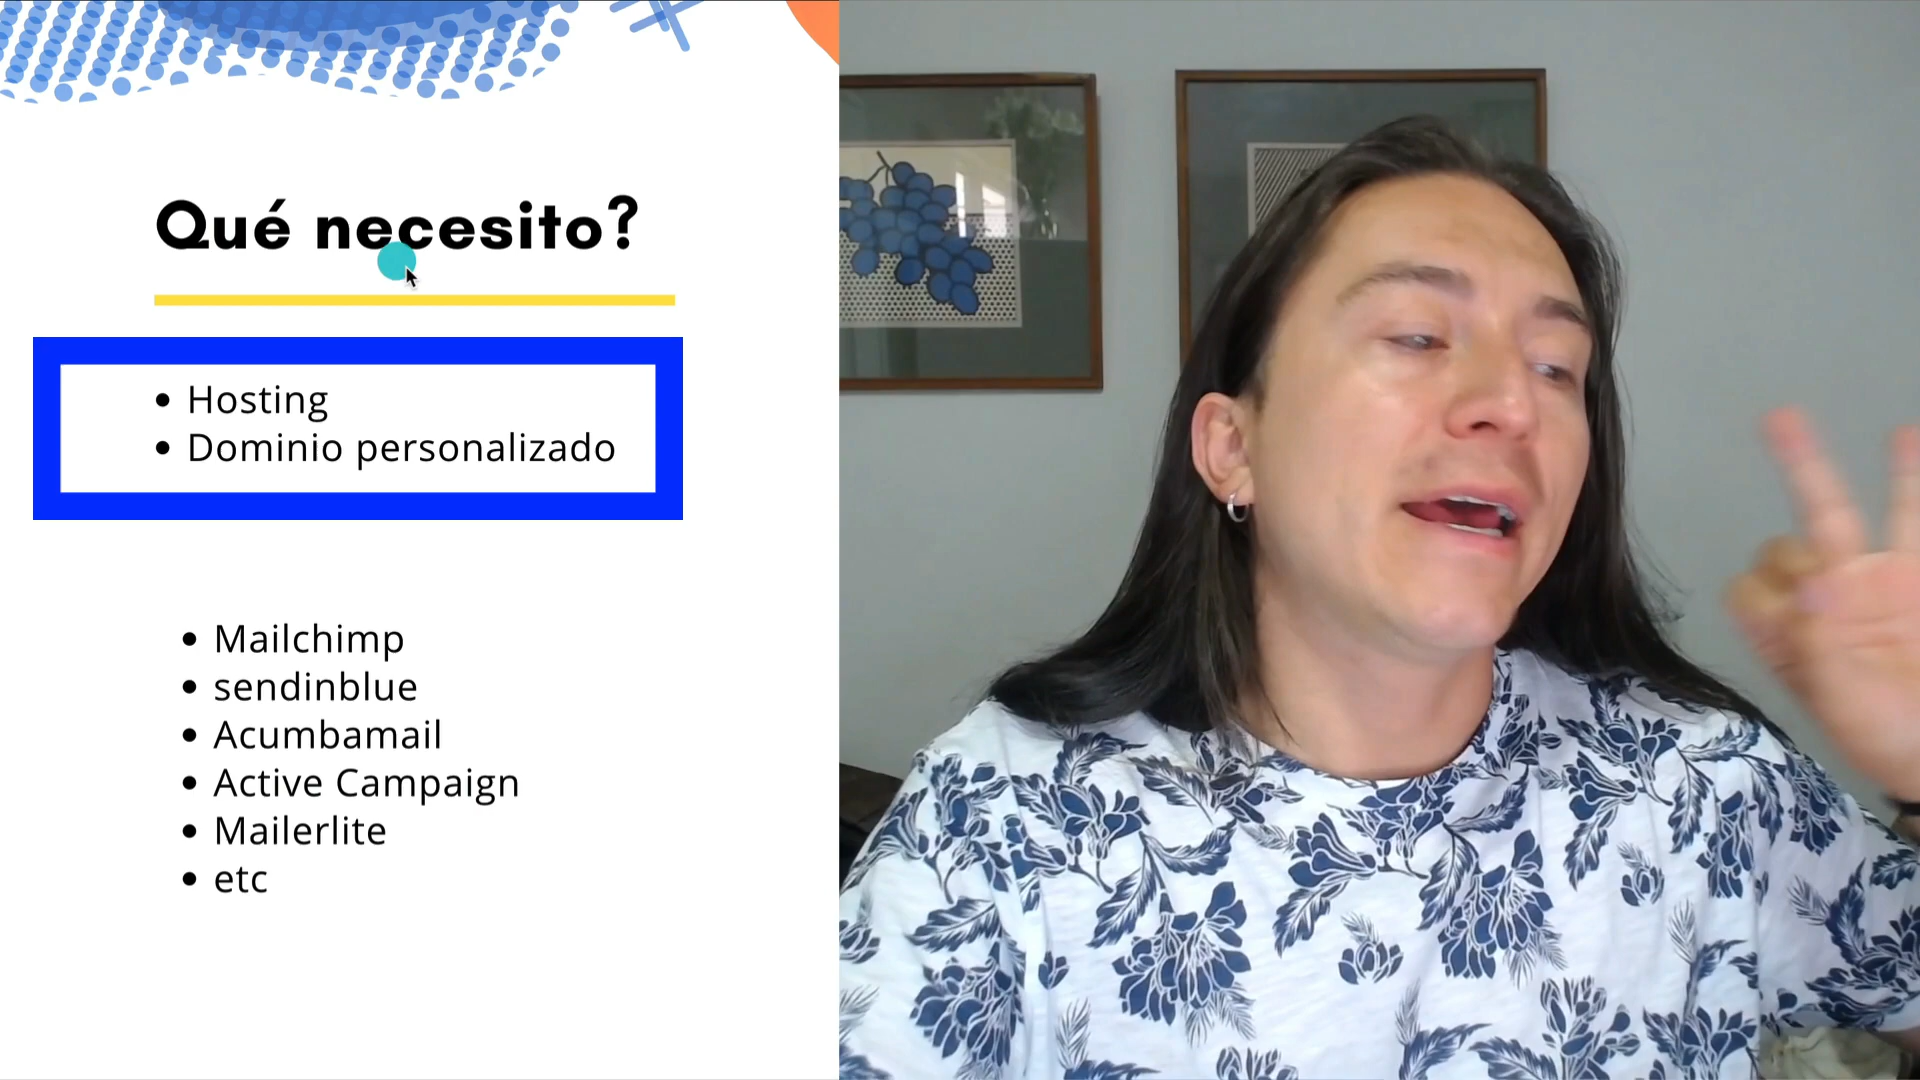 Qué necesito?
Hosting
Dominio personalizado
Mailchimp
sendinblue
Acumbamail
Active Campaign
Mailerlite
etc